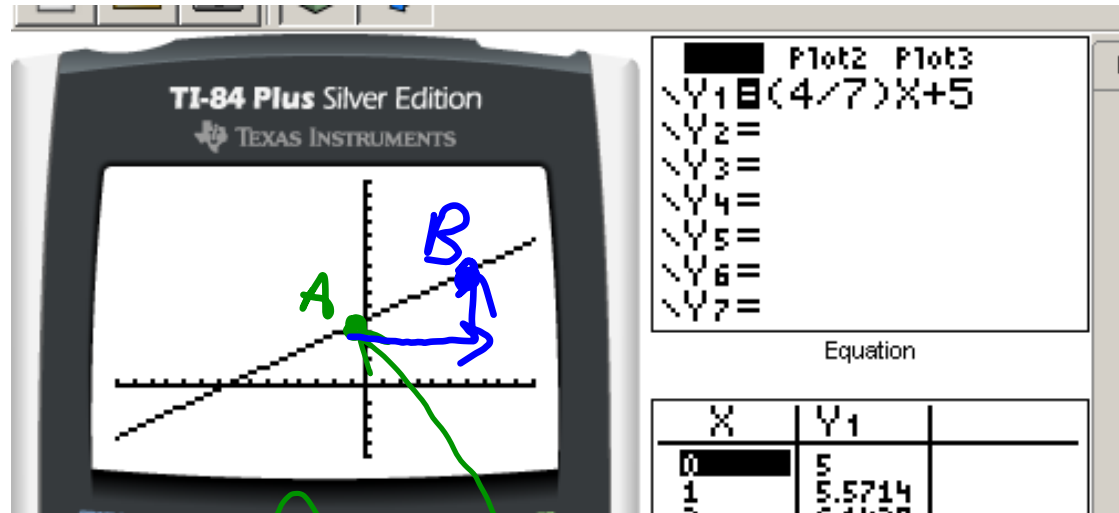 TI-84 Plus Silver Edition
TEXAS INSTRUMENTS
A
B
Plot2 Plot3
\Y1=(4/7)X+5
\Y2=
\Y3=
\Y4=
\Y5=
\Y6=
\Y7=
Equation
X Y1
0 5
1 5.5714